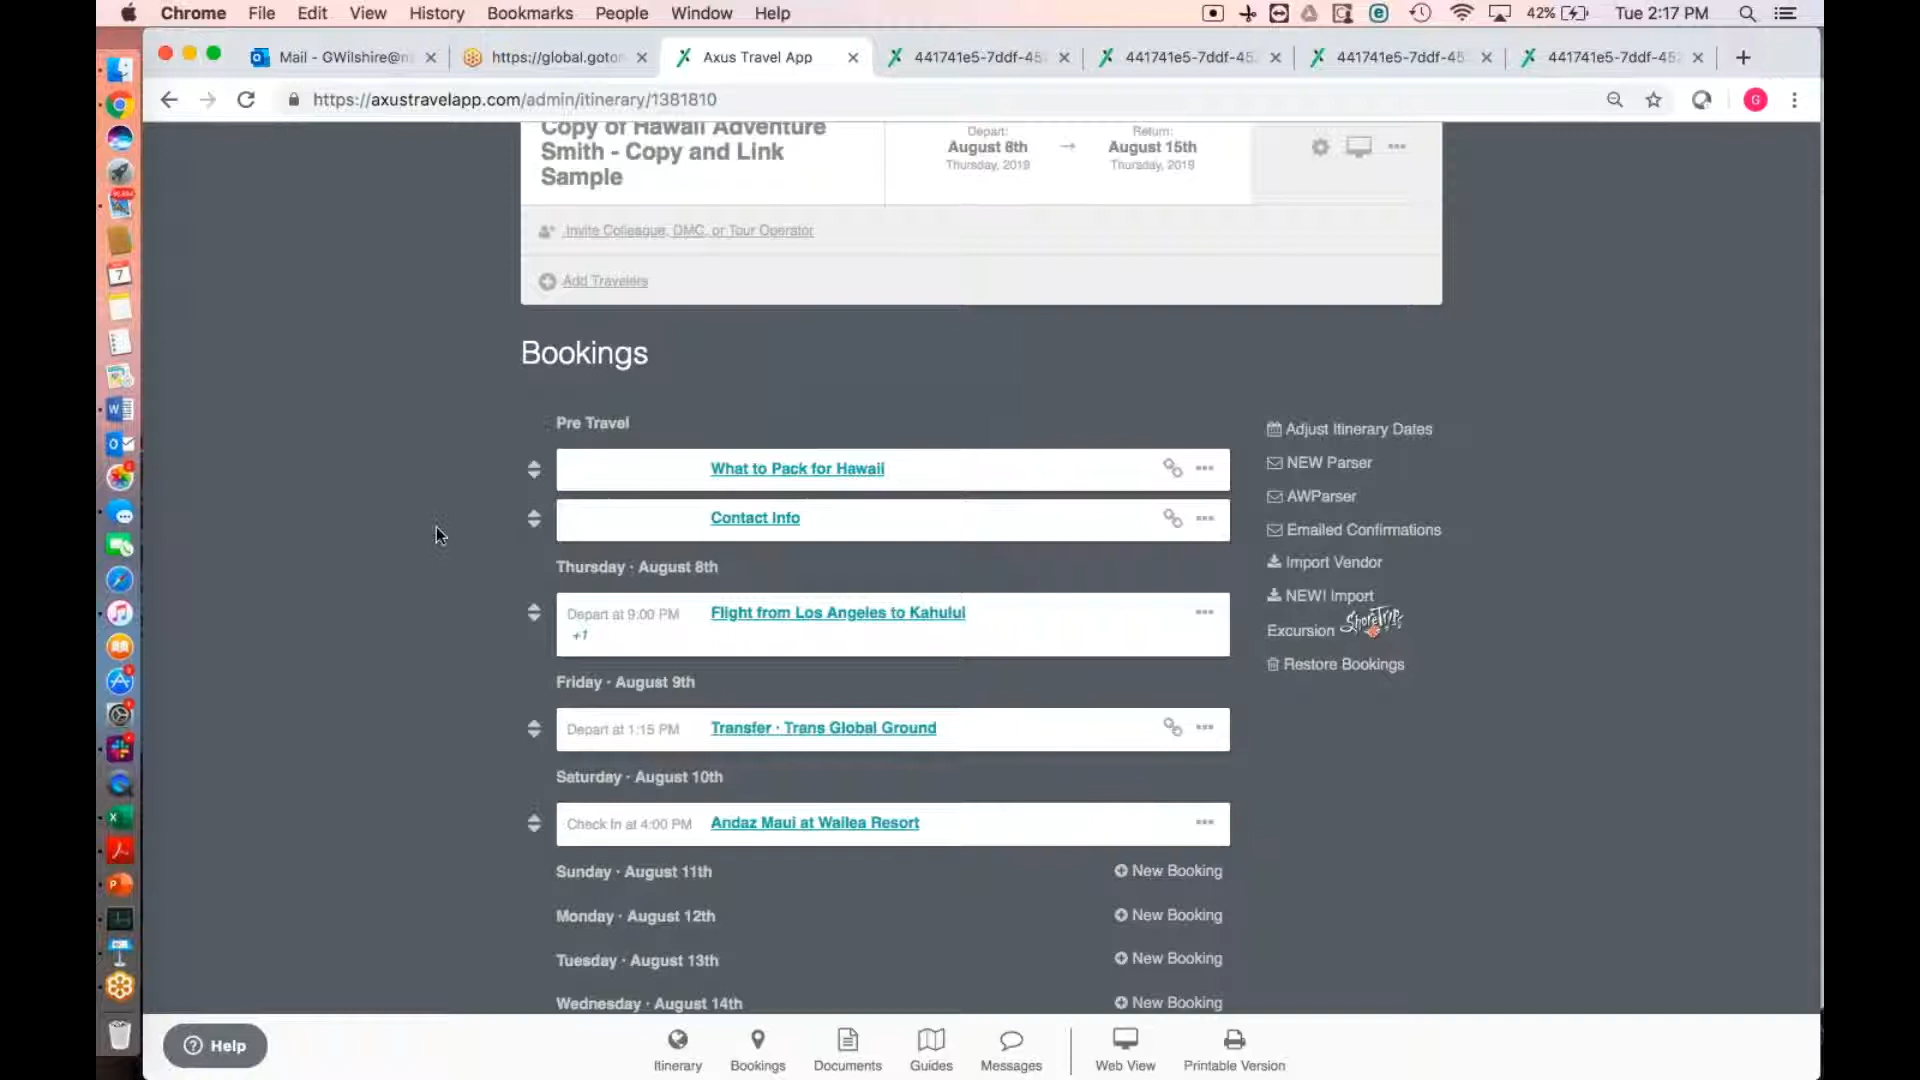 Chrome File Edit View History Bookmarks People Window Help 42% Tue 2:17 PM
Mail - GWilshire@n https://global.goto Axus Travel App 441741e5-7ddf-45 441741e5-7ddf-45 441741e5-7ddf-45 441741e5-7ddf-45
https://axustravelapp.com/admin/itinerary/1381810 G
Copy of Hawaii Adventure
Smith - Copy and Link
Sample
Depart:
August 8th
Thursday, 2019
Return:
August 15th
Thursday, 2019
Invite Colleague, DMC, or Tour Operator
Add Travelers
Bookings
Pre Travel
What to Pack for Hawaii
Contact Info
Thursday · August 8th
Depart at 9:00 PM Flight from Los Angeles to Kahului
+1
Friday · August 9th
Depart at 1:15 PM Transfer · Trans Global Ground
Saturday · August 10th
Check In at 4:00 PM Andaz Maui at Wailea Resort
Sunday · August 11th New Booking
Monday · August 12th New Booking
Tuesday · August 13th New Booking
Wednesday · August 14th New Booking
Adjust Itinerary Dates
NEW Parser
AWParser
Emailed Confirmations
Import Vendor
NEW! Import
Excursion ShoreTrips
Restore Bookings
Help
Itinerary Bookings Documents Guides Messages Web View Printable Version